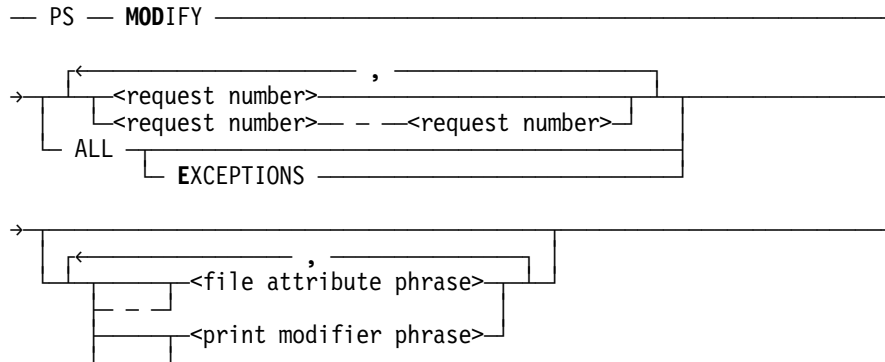 PS — MODIFY
,
<request number>
<request number> — - — <request number>
ALL
EXCEPTIONS
,
<file attribute phrase>
-
<print modifier phrase>